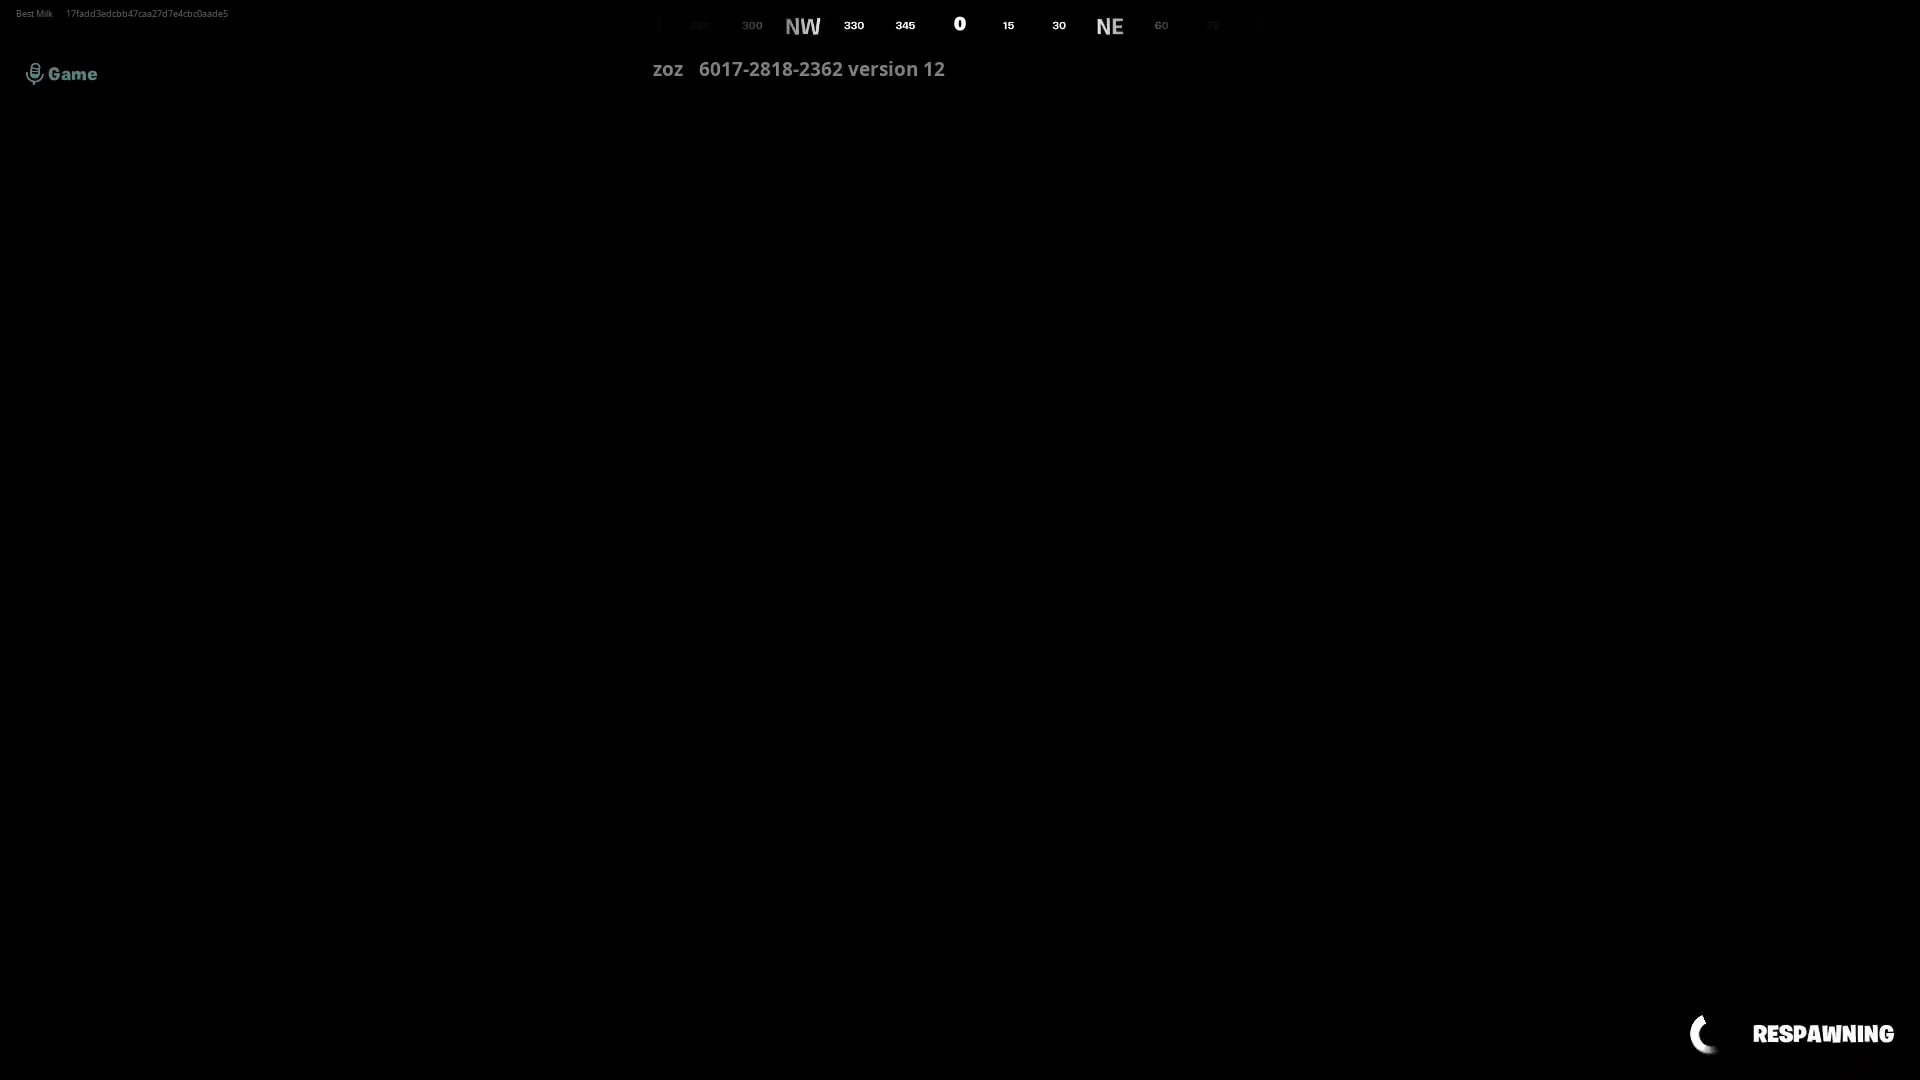 Best Milk 17fadd3edcbb47caa27d7e4cbc0aade5
300 NW 330 345 0 15 30 NE 60
zoz 6017-2818-2362 version 12
Game
RESPAWNING